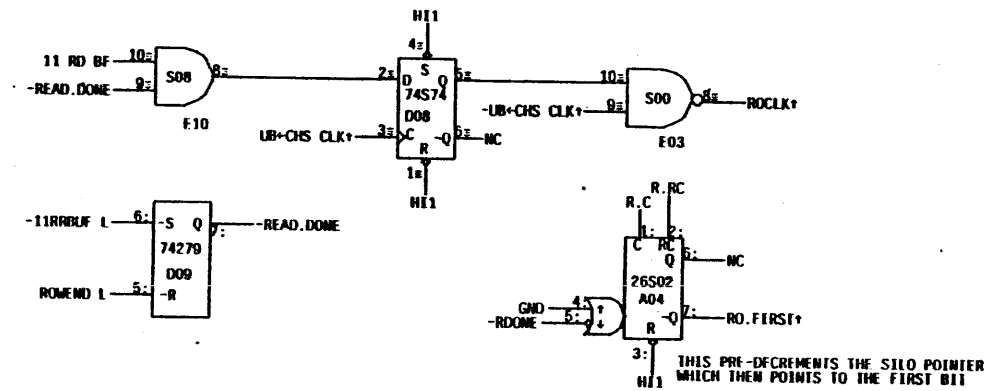 HI1
4
11 RD BF 10
-READ.DONE 9
S08
8
E10
2 D S Q 5
74S74
D08
UB←CHS CLK↑ 3 C -Q 6 NC
R
1
HI1
10
-UB←CHS CLK↑ 9
S00
8 ROCLK↑
E03
-11RRBUF L 6: -S Q 7: -READ.DONE
74279
D09
ROWEND L 5: -R
R.C
R.RC
1: 2:
C RC
Q 6: NC
26S02
A04
GND 4: ↑
-RDONE 5: ↓
-Q 7: RO.FIRST↑
R
3:
HI1
THIS PRE-DECREMENTS THE SILO POINTER
WHICH THEN POINTS TO THE FIRST BIT